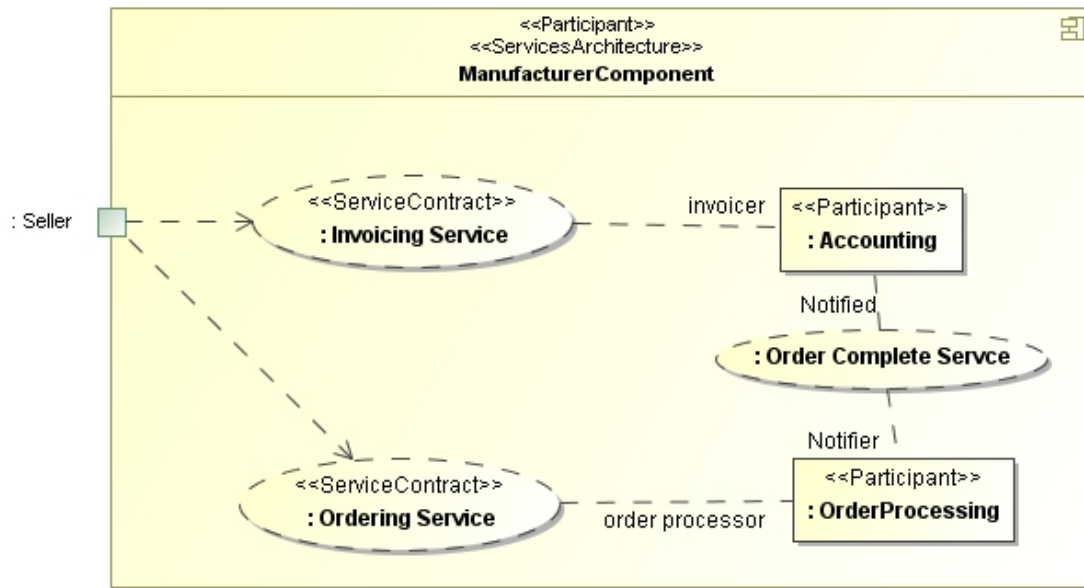 <<Participant>>
<<ServicesArchitecture>>
ManufacturerComponent
: Seller
<<ServiceContract>>
: Invoicing Service
invoicer
<<Participant>>
: Accounting
Notified
: Order Complete Servce
Notifier
<<ServiceContract>>
: Ordering Service
order processor
<<Participant>>
: OrderProcessing